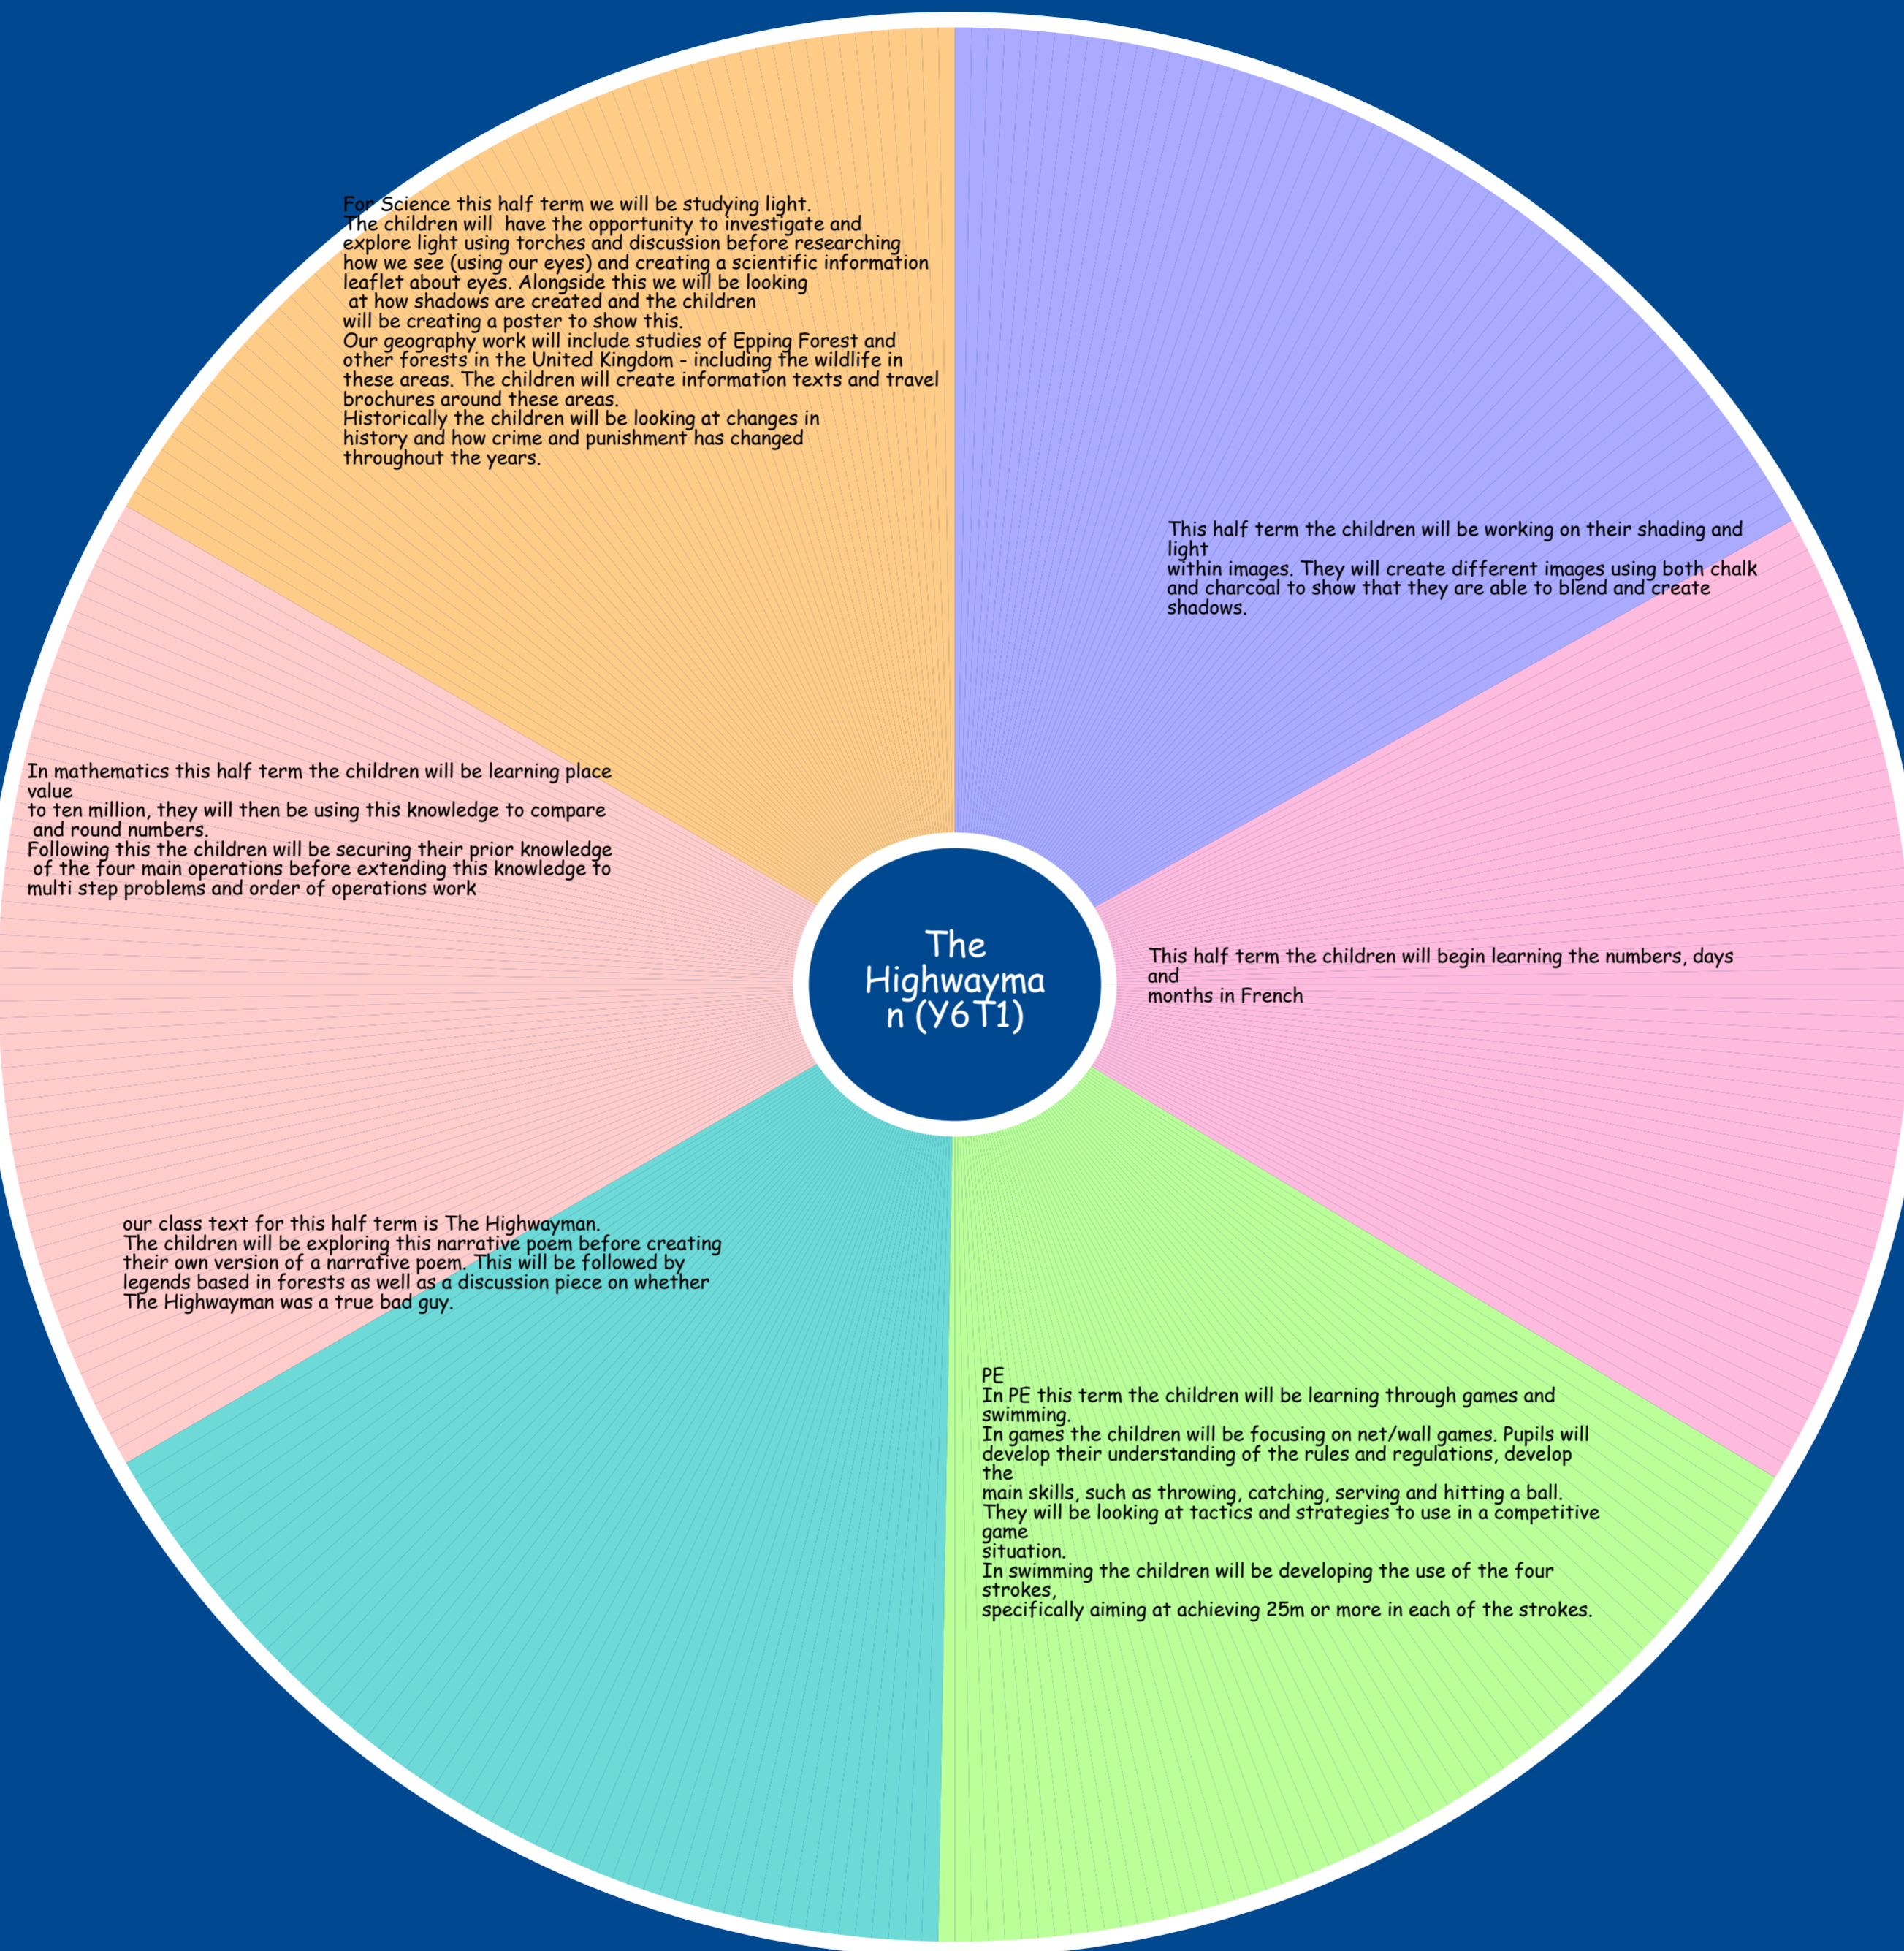 For Science this half term we will be studying light.
The children will  have the opportunity to investigate and
explore light using torches and discussion before researching
how we see (using our eyes) and creating a scientific information
leaflet about eyes. Alongside this we will be looking
at how shadows are created and the children
will be creating a poster to show this.
Our geography work will include studies of Epping Forest and
other forests in the United Kingdom - including the wildlife in
these areas. The children will create information texts and travel
brochures around these areas.
Historically the children will be looking at changes in
history and how crime and punishment has changed
throughout the years.
This half term the children will be working on their shading and
light
within images. They will create different images using both chalk
and charcoal to show that they are able to blend and create
shadows.
In mathematics this half term the children will be learning place
value
to ten million, they will then be using this knowledge to compare
and round numbers.
Following this the children will be securing their prior knowledge
of the four main operations before extending this knowledge to
multi step problems and order of operations work
The
Highwayma
n (Y6T1)
This half term the children will begin learning the numbers, days
and
months in French
our class text for this half term is The Highwayman.
The children will be exploring this narrative poem before creating
their own version of a narrative poem. This will be followed by
legends based in forests as well as a discussion piece on whether
The Highwayman was a true bad guy.
PE
In PE this term the children will be learning through games and
swimming.
In games the children will be focusing on net/wall games. Pupils will
develop their understanding of the rules and regulations, develop
the
main skills, such as throwing, catching, serving and hitting a ball.
They will be looking at tactics and strategies to use in a competitive
game
situation.
In swimming the children will be developing the use of the four
strokes,
specifically aiming at achieving 25m or more in each of the strokes.